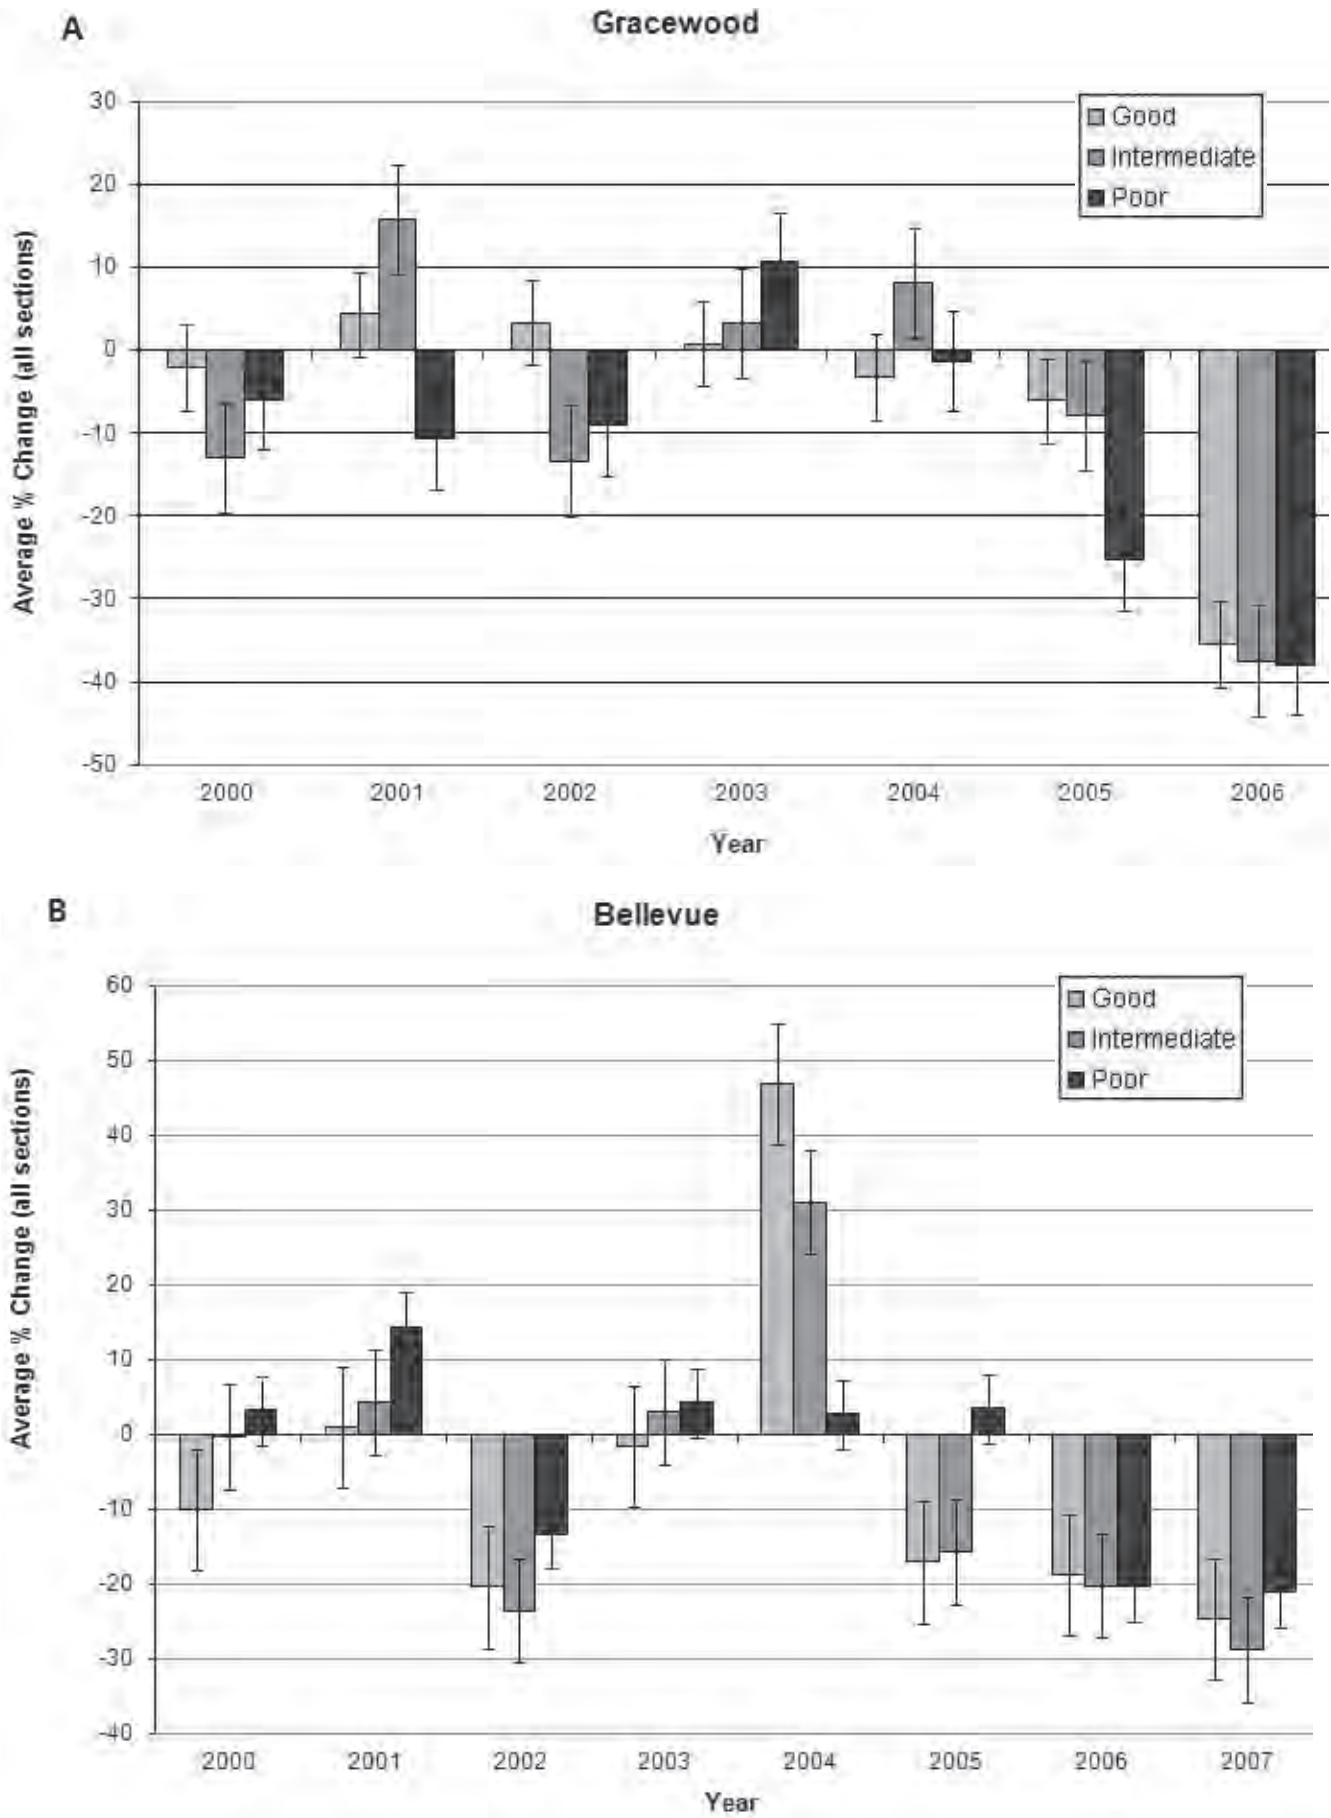 A
Gracewood
30
20
10
0
-10
-20
-30
-40
-50
Average % Change (all sections)
Good
Intermediate
Poor
2000 2001 2002 2003 2004 2005 2006
Year
B
Bellevue
60
50
40
30
20
10
0
-10
-20
-30
-40
Average % Change (all sections)
Good
Intermediate
Poor
2000 2001 2002 2003 2004 2005 2006 2007
Year